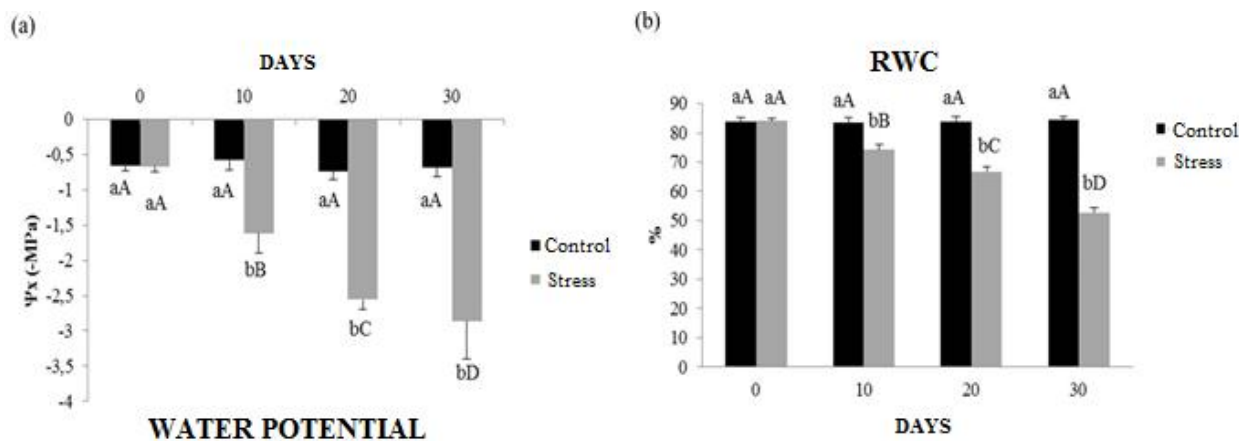 (a)
DAYS
0 10 20 30
0
-0,5
-1
-1,5
-2
-2,5
-3
-3,5
-4
Ψx (-MPa)
aA aA aA bB aA bC aA bD
Control
Stress
WATER POTENTIAL
(b)
RWC
90
80
70
60
50
40
30
20
10
0
%
aA aA aA bB aA bC aA bD
0 10 20 30
DAYS
Control
Stress